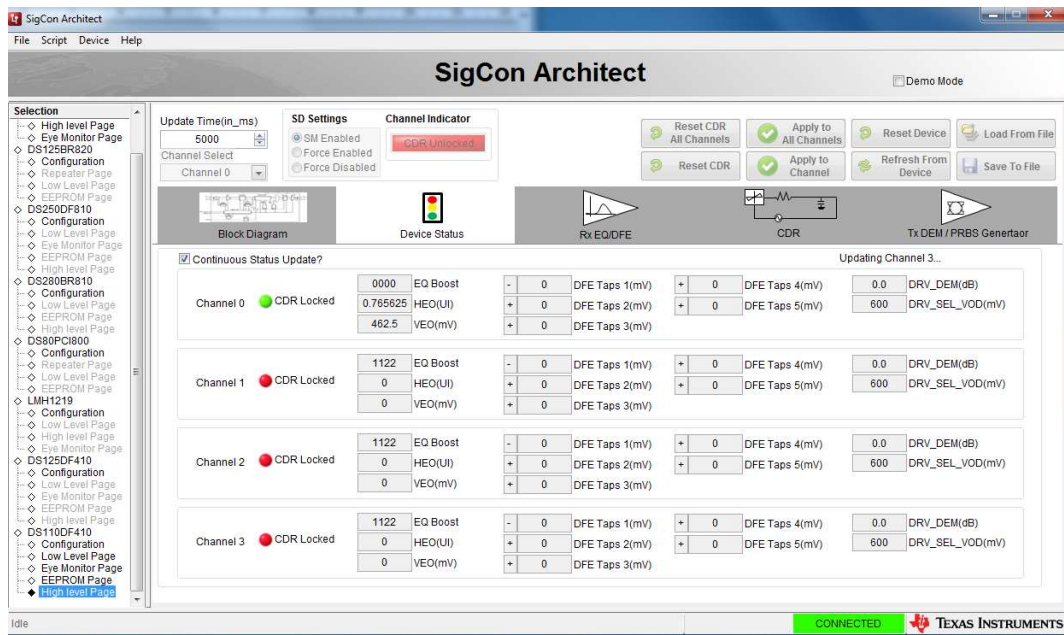 SigCon Architect
File Script Device Help
SigCon Architect
Demo Mode
Selection
High level Page
Eye Monitor Page
DS125BR820
Configuration
Repeater Page
Low Level Page
EEPROM Page
DS250DF810
Configuration
Low Level Page
Eye Monitor Page
EEPROM Page
High level Page
DS280BR810
Configuration
Low Level Page
EEPROM Page
High level Page
DS80PCI800
Configuration
Repeater Page
Low Level Page
EEPROM Page
LMH1219
Configuration
Low Level Page
High level Page
Eye Monitor Page
DS125DF410
Configuration
Low Level Page
Eye Monitor Page
EEPROM Page
High level Page
DS110DF410
Configuration
Low Level Page
Eye Monitor Page
EEPROM Page
High level Page
Update Time(in_ms)
5000
Channel Select
Channel 0
SD Settings
SM Enabled
Force Enabled
Force Disabled
Channel Indicator
CDR Unlocked
Reset CDR All Channels
Apply to All Channels
Reset Device
Load From File
Reset CDR
Apply to Channel
Refresh From Device
Save To File
Block Diagram
Device Status
Rx EQ/DFE
CDR
Tx DEM / PRBS Genertaor
Continuous Status Update?
Updating Channel 3...
Channel 0 CDR Locked
0000 EQ Boost - 0 DFE Taps 1(mV) + 0 DFE Taps 4(mV) 0.0 DRV_DEM(dB)
0.765625 HEO(UI) + 0 DFE Taps 2(mV) + 0 DFE Taps 5(mV) 600 DRV_SEL_VOD(mV)
462.5 VEO(mV) + 0 DFE Taps 3(mV)
Channel 1 CDR Locked
1122 EQ Boost - 0 DFE Taps 1(mV) + 0 DFE Taps 4(mV) 0.0 DRV_DEM(dB)
0 HEO(UI) + 0 DFE Taps 2(mV) + 0 DFE Taps 5(mV) 600 DRV_SEL_VOD(mV)
0 VEO(mV) + 0 DFE Taps 3(mV)
Channel 2 CDR Locked
1122 EQ Boost - 0 DFE Taps 1(mV) + 0 DFE Taps 4(mV) 0.0 DRV_DEM(dB)
0 HEO(UI) + 0 DFE Taps 2(mV) + 0 DFE Taps 5(mV) 600 DRV_SEL_VOD(mV)
0 VEO(mV) + 0 DFE Taps 3(mV)
Channel 3 CDR Locked
1122 EQ Boost - 0 DFE Taps 1(mV) + 0 DFE Taps 4(mV) 0.0 DRV_DEM(dB)
0 HEO(UI) + 0 DFE Taps 2(mV) + 0 DFE Taps 5(mV) 600 DRV_SEL_VOD(mV)
0 VEO(mV) + 0 DFE Taps 3(mV)
Idle
CONNECTED
TEXAS INSTRUMENTS